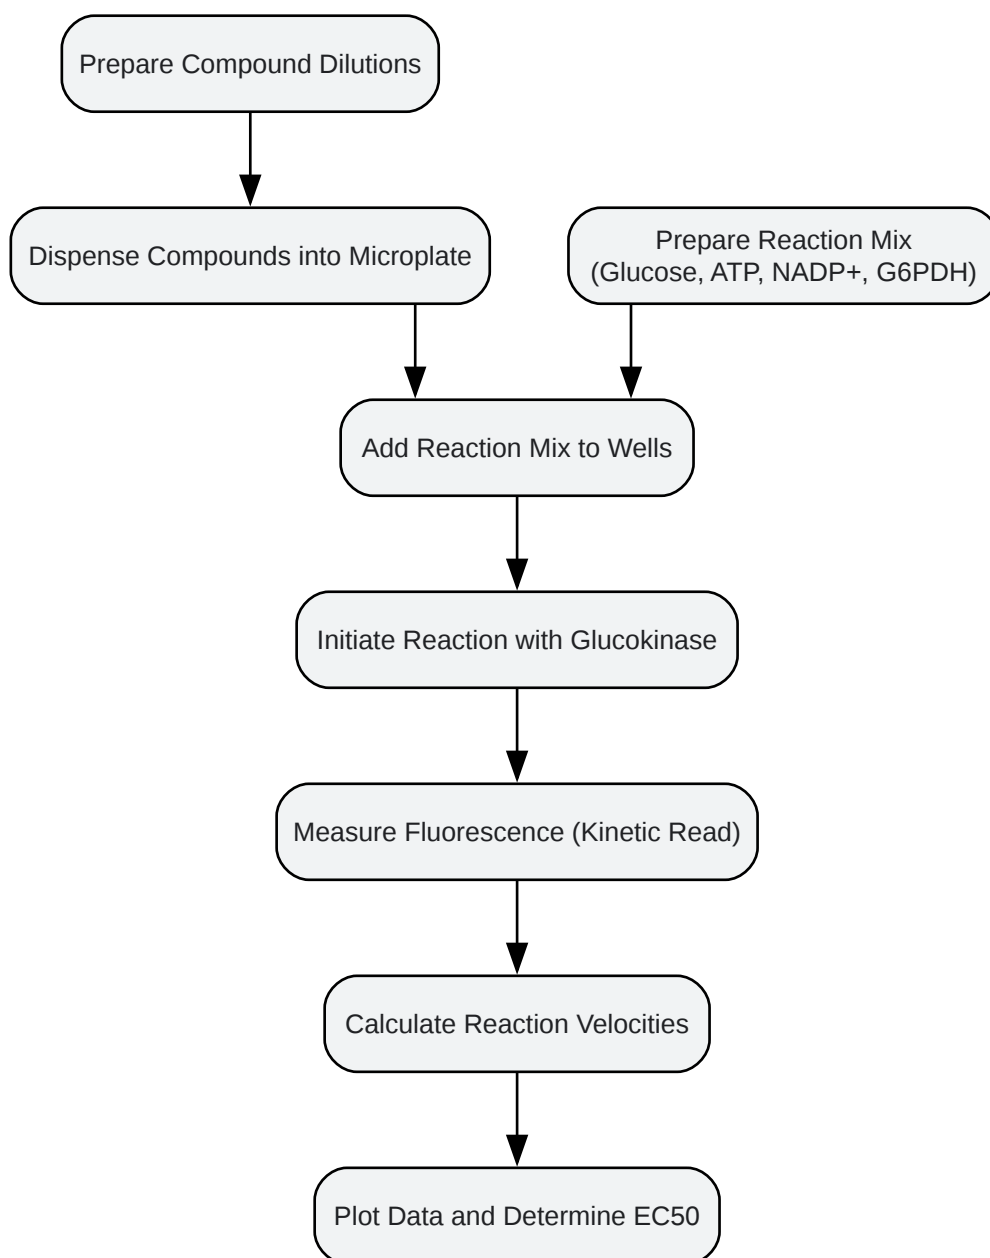 Prepare Compound Dilutions
Dispense Compounds into Microplate
Prepare Reaction Mix
(Glucose, ATP, NADP+, G6PDH)
Add Reaction Mix to Wells
Initiate Reaction with Glucokinase
Measure Fluorescence (Kinetic Read)
Calculate Reaction Velocities
Plot Data and Determine EC50